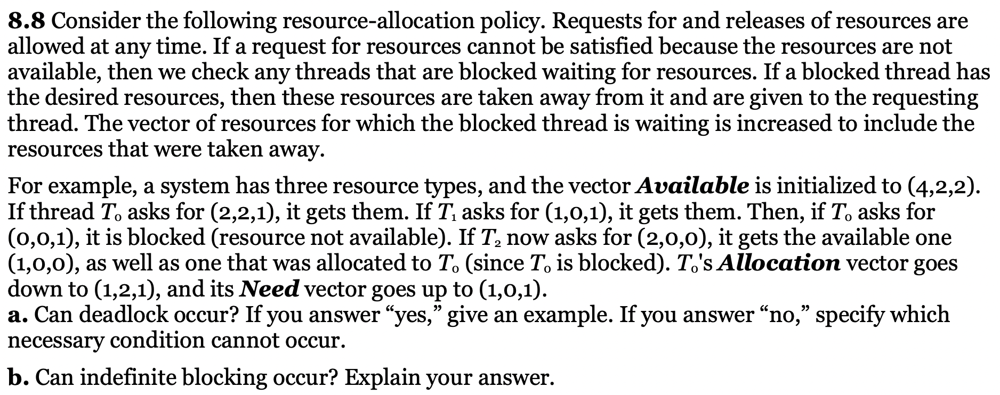 8.8 Consider the following resource-allocation policy. Requests for and releases of resources are
allowed at any time. If a request for resources cannot be satisfied because the resources are not
available, then we check any threads that are blocked waiting for resources. If a blocked thread has
the desired resources, then these resources are taken away from it and are given to the requesting
thread. The vector of resources for which the blocked thread is waiting is increased to include the
resources that were taken away.
For example, a system has three resource types, and the vector Available is initialized to (4,2,2).
If thread T₀ asks for (2,2,1), it gets them. If T₁ asks for (1,0,1), it gets them. Then, if T₀ asks for
(0,0,1), it is blocked (resource not available). If T₂ now asks for (2,0,0), it gets the available one
(1,0,0), as well as one that was allocated to T₀ (since T₀ is blocked). T₀'s Allocation vector goes
down to (1,2,1), and its Need vector goes up to (1,0,1).
a. Can deadlock occur? If you answer “yes,” give an example. If you answer “no,” specify which
necessary condition cannot occur.
b. Can indefinite blocking occur? Explain your answer.